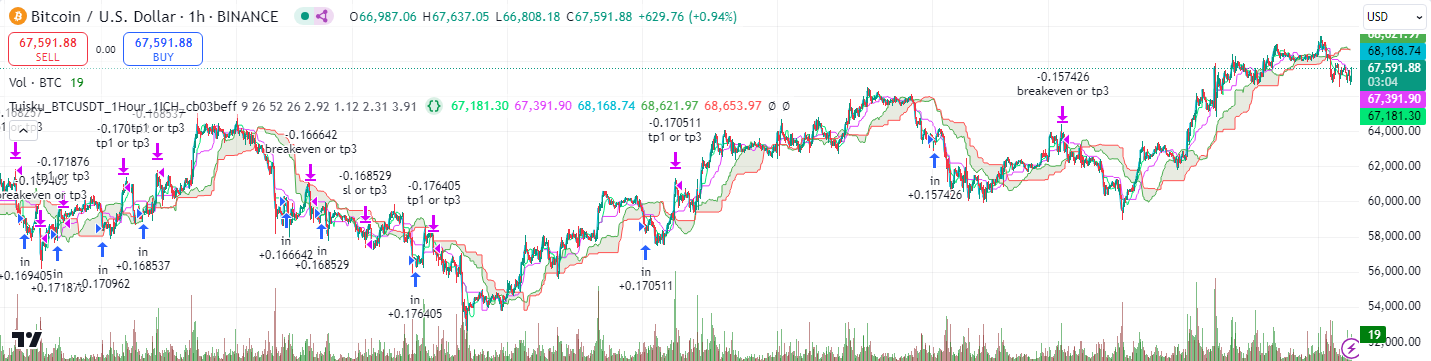 Bitcoin / U.S. Dollar · 1h · BINANCE O66,987.06 H67,637.05 L66,808.18 C67,591.88 +629.76 (+0.94%)
USD
67,591.88
SELL
0.00
67,591.88
BUY
Vol · BTC 19
Tuisku_BTCUSDT_1Hour_1ICH_cb03beff 9 26 52 26 2.92 1.12 2.31 3.91 67,181.30 67,391.90 68,168.74 68,621.97 68,653.97 Ø Ø
-0.168537
tp1 or tp3
-0.171876
tp1 or tp3
breakeven or tp3
tp1 or tp3
-0.166642
breakeven or tp3
-0.168529
sl or tp3
-0.176405
tp1 or tp3
-0.170511
tp1 or tp3
-0.157426
breakeven or tp3
in
+0.169405
in
in
+0.170962
in
+0.168537
in
+0.166642
in
+0.168529
in
+0.176405
in
+0.170511
in
+0.157426
68,621.97
68,168.74
67,591.88
03:04
67,391.90
67,181.30
64,000.00
62,000.00
60,000.00
58,000.00
56,000.00
54,000.00
19